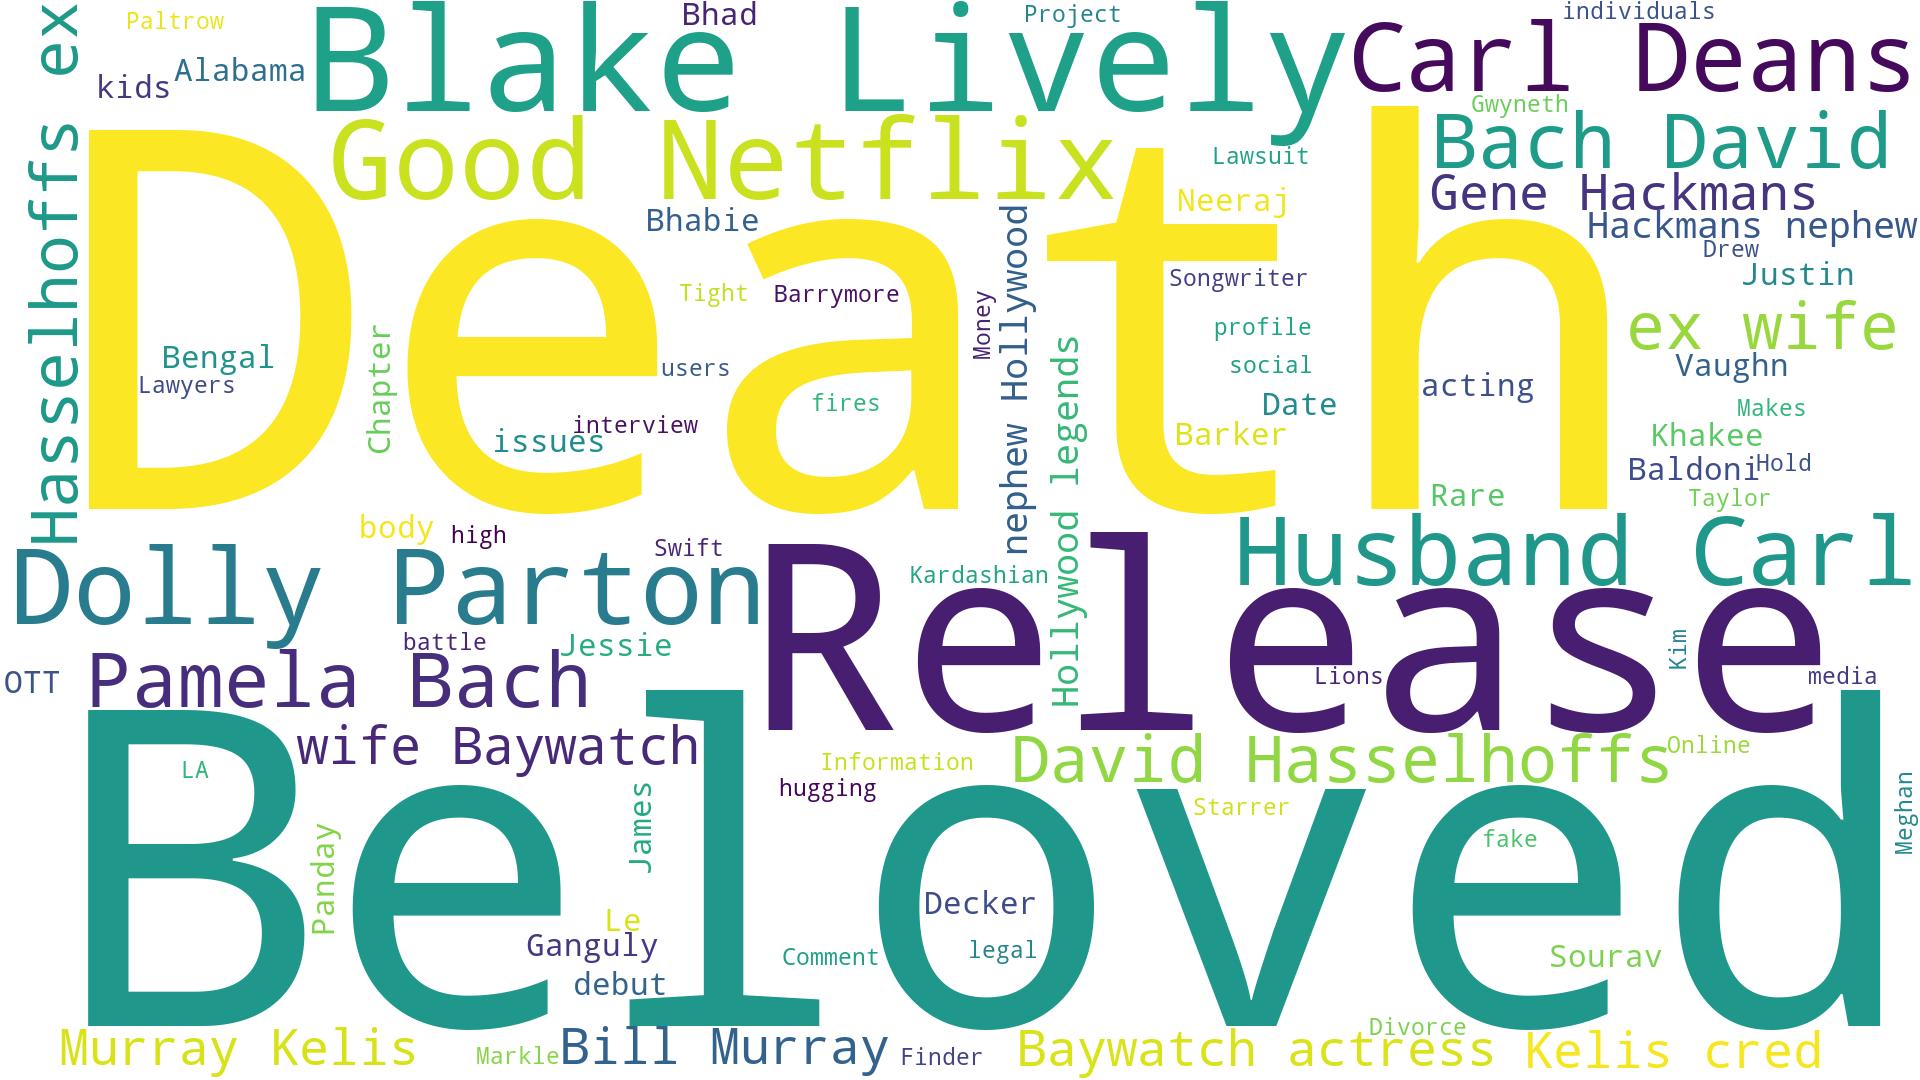 Paltrow
Bhad
Project
individuals
Hasselhoffs ex
kids
Alabama
Blake Lively
Carl Deans
Gwyneth
Good Netflix
Lawsuit
Bach David
Death
Neeraj
Gene Hackmans
Bhabie
Hackmans nephew
Drew
Songwriter
Justin
Tight
Barrymore
Money
nephew Hollywood
profile
ex wife
Bengal
Lawyers
Chapter
users
social
Vaughn
acting
fires
Date
Makes
interview
issues
Barker
Khakee
Baldoni
Hold
Hollywood legends
Rare
Taylor
body
high
Swift
Dolly Parton
Kardashian
Husband Carl
Release
battle
Jessie
Kim
OTT
Pamela Bach
Lions
media
wife Baywatch
David Hasselhoffs
Online
LA
Information
hugging
James
Starrer
Meghan
Beloved
Panday
fake
Le
Decker
Ganguly
Comment
legal
Sourav
debut
Murray Kelis
Markle
Bill Murray
Finder
Baywatch actress
Divorce
Kelis cred